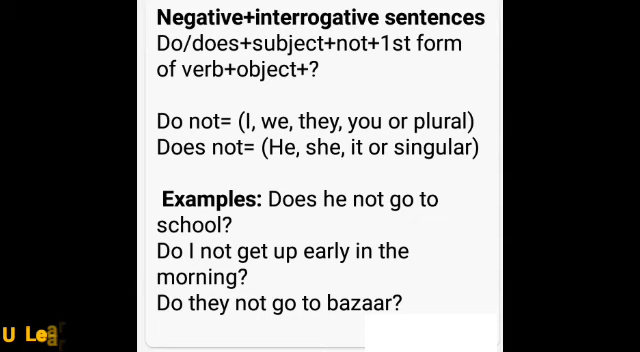 Negative+interrogative sentences
Do/does+subject+not+1st form
of verb+object+?
Do not= (I, we, they, you or plural)
Does not= (He, she, it or singular)
Examples: Does he not go to
school?
Do I not get up early in the
morning?
Do they not go to bazaar?
U Lea